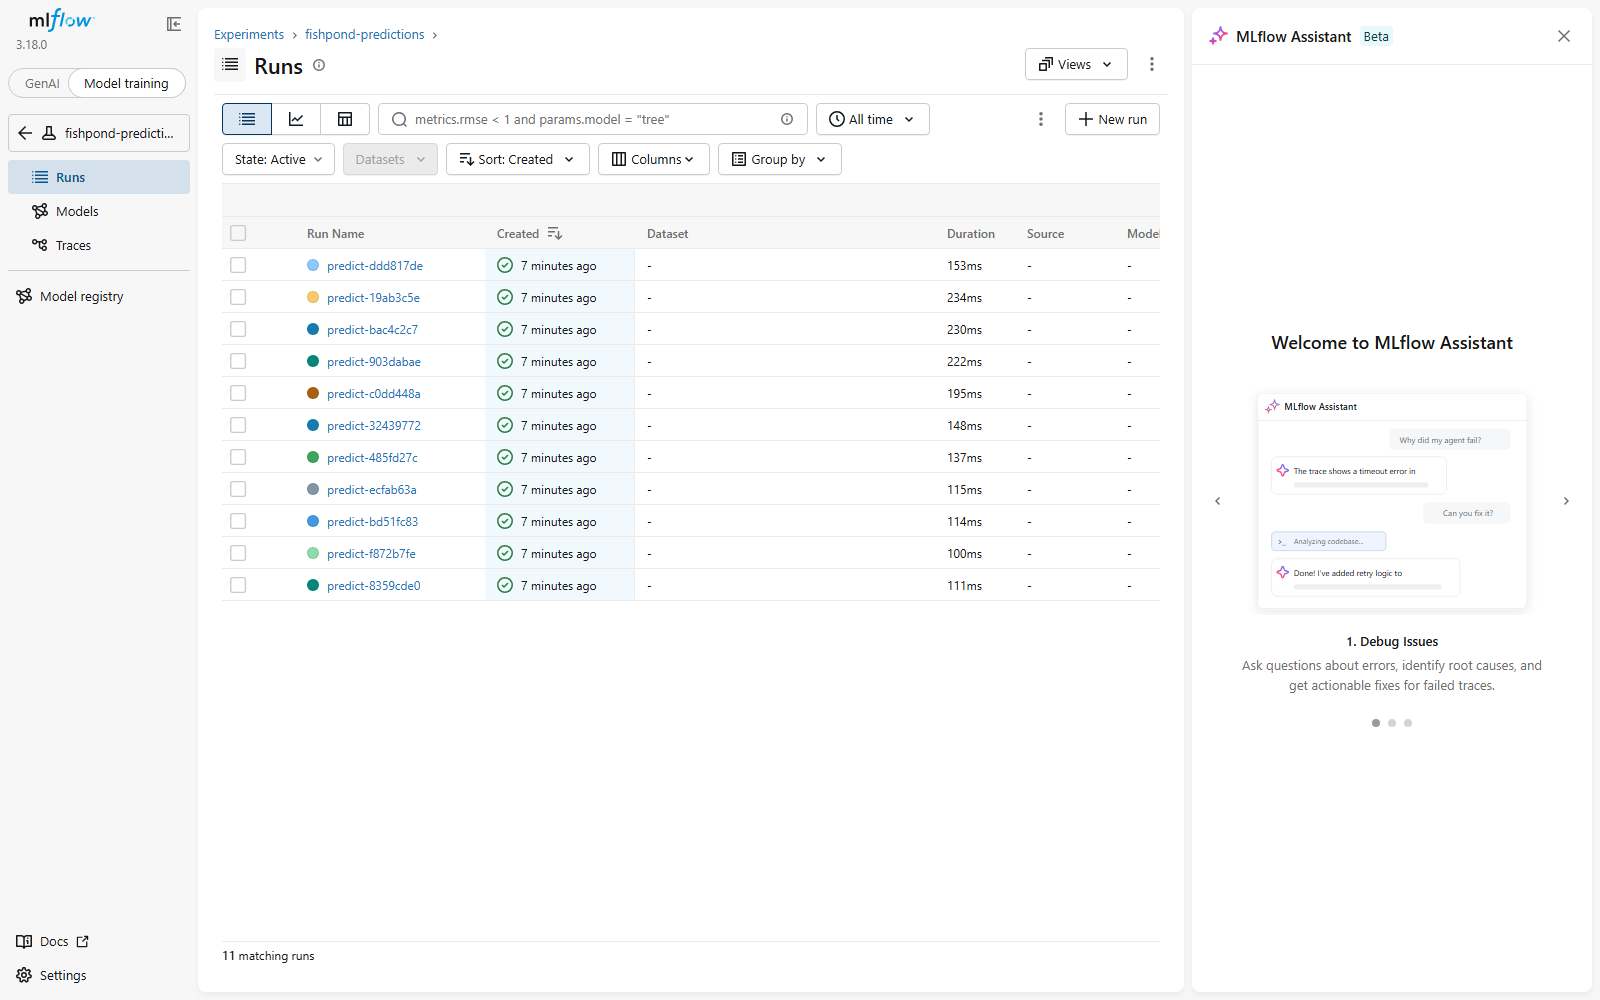 mlflow
3.18.0
GenAI Model training
fishpond-predicti...
Runs
Models
Traces
Model registry
Docs
Settings
Experiments › fishpond-predictions ›
Runs
Views
metrics.rmse < 1 and params.model = "tree"
All time
New run
State: Active
Datasets
Sort: Created
Columns
Group by
Run Name Created Dataset Duration Source Model
predict-ddd817de 7 minutes ago - 153ms - -
predict-19ab3c5e 7 minutes ago - 234ms - -
predict-bac4c2c7 7 minutes ago - 230ms - -
predict-903dabae 7 minutes ago - 222ms - -
predict-c0dd448a 7 minutes ago - 195ms - -
predict-32439772 7 minutes ago - 148ms - -
predict-485fd27c 7 minutes ago - 137ms - -
predict-ecfab63a 7 minutes ago - 115ms - -
predict-bd51fc83 7 minutes ago - 114ms - -
predict-f872b7fe 7 minutes ago - 100ms - -
predict-8359cde0 7 minutes ago - 111ms - -
11 matching runs
MLflow Assistant Beta
Welcome to MLflow Assistant
MLflow Assistant
Why did my agent fail?
The trace shows a timeout error in
Can you fix it?
>_ Analyzing codebase...
Done! I've added retry logic to
1. Debug Issues
Ask questions about errors, identify root causes, and
get actionable fixes for failed traces.